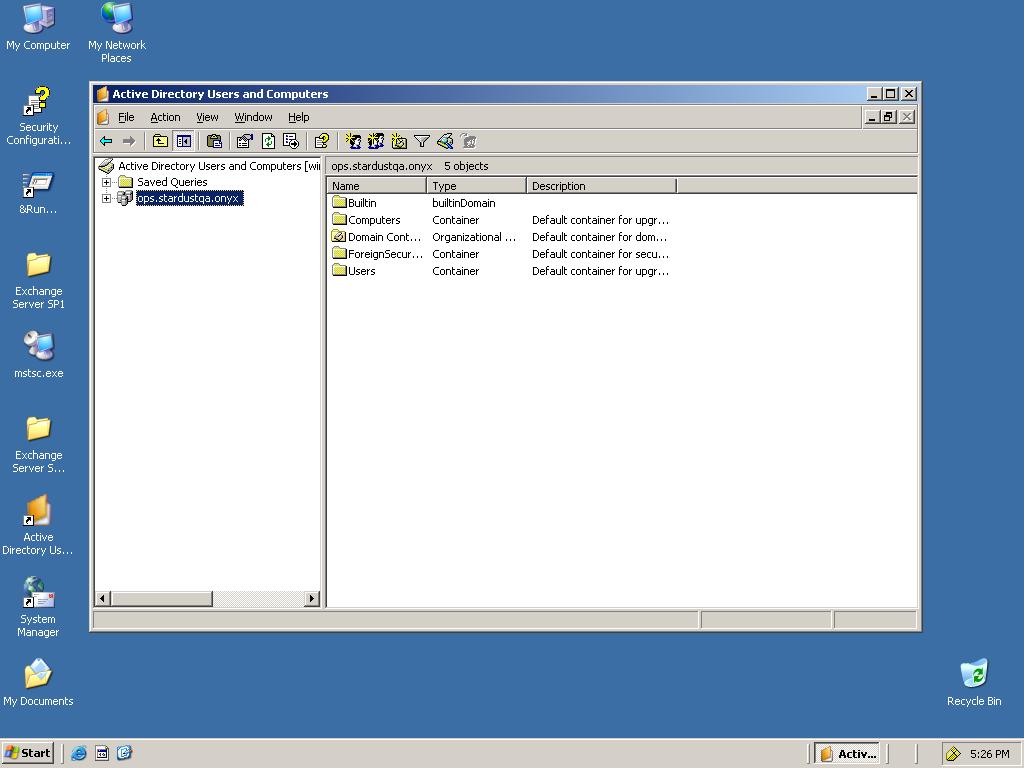 My Computer
My Network
Places
Security
Configurati...
&Run...
Exchange
Server SP1
mstsc.exe
Exchange
Server S...
Active
Directory Us...
System
Manager
My Documents
Active Directory Users and Computers
File Action View Window Help
Active Directory Users and Computers [wi
Saved Queries
ops.stardustqa.onyx
ops.stardustqa.onyx 5 objects
Name Type Description
Builtin builtinDomain
Computers Container Default container for upgr...
Domain Cont... Organizational ... Default container for dom...
ForeignSecur... Container Default container for secu...
Users Container Default container for upgr...
Recycle Bin
Start
Activ...
5:26 PM